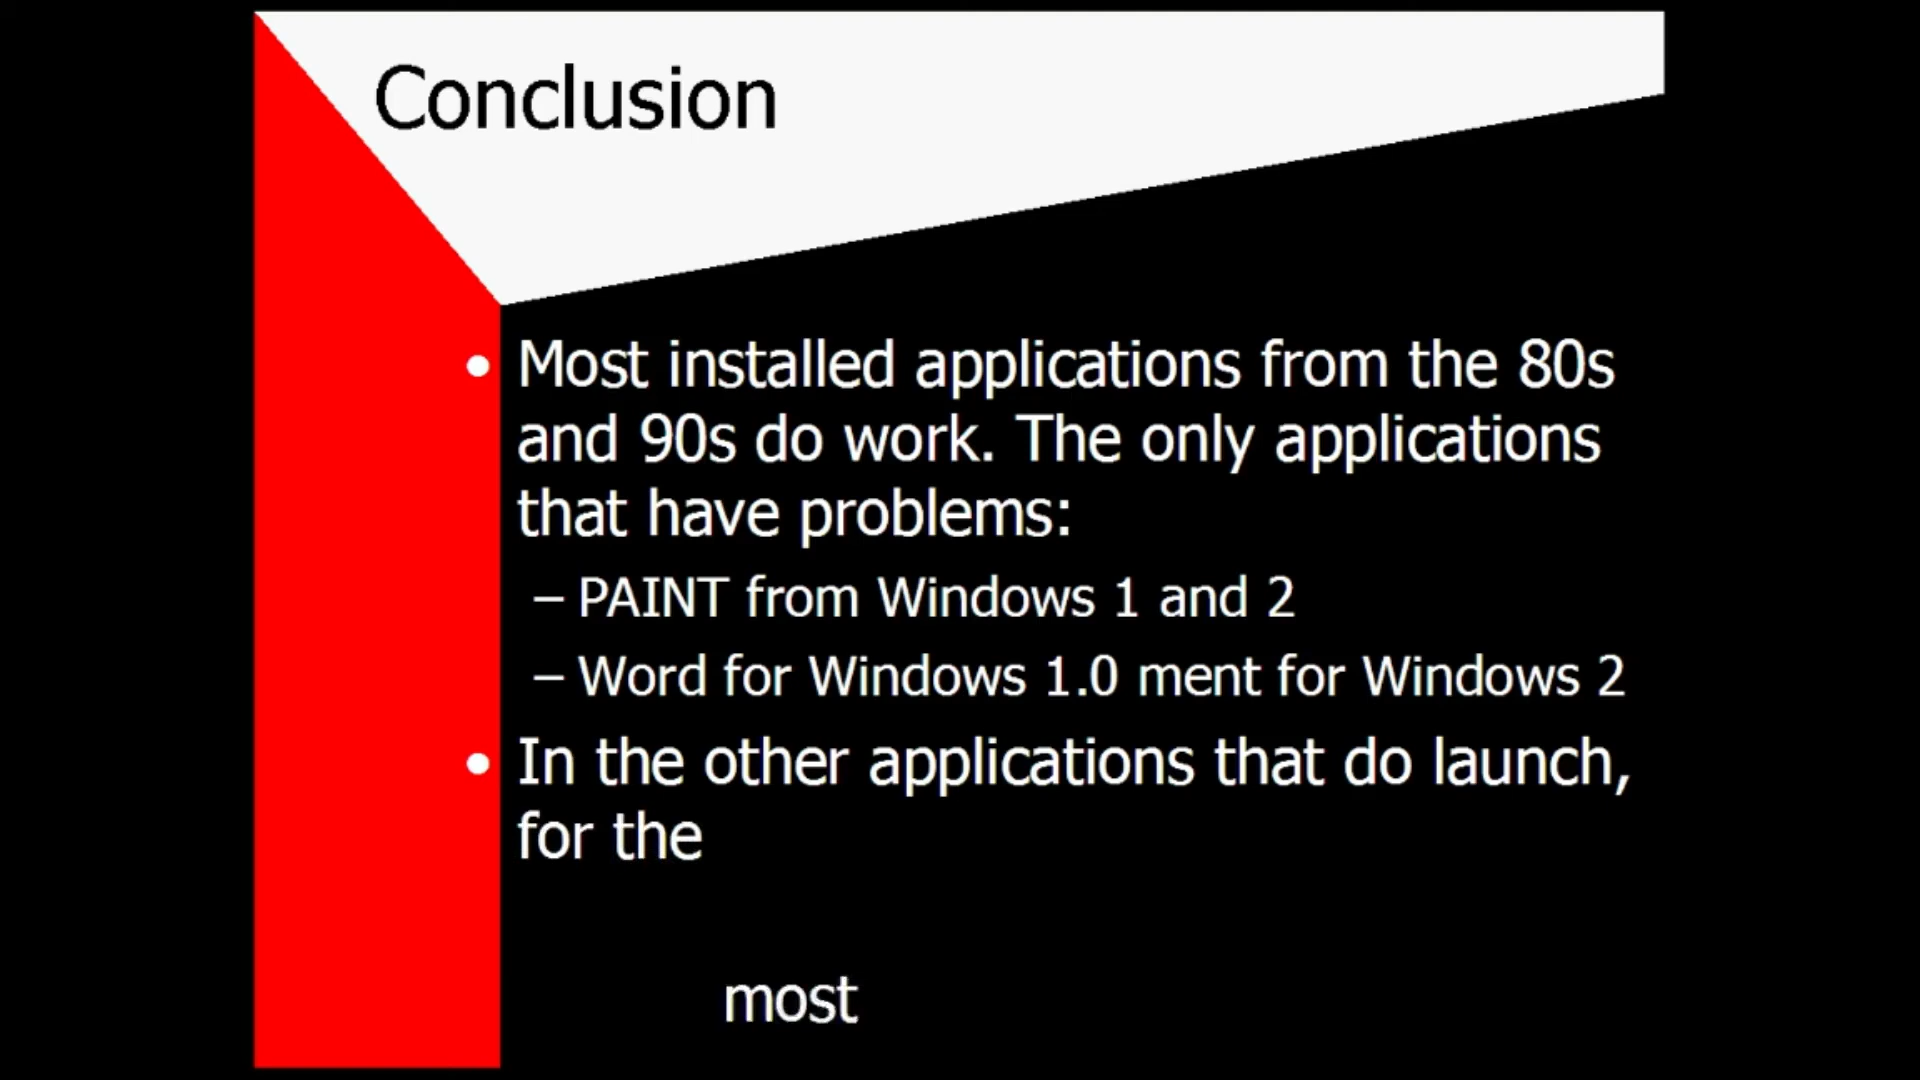 Conclusion
• Most installed applications from the 80s
and 90s do work. The only applications
that have problems:
– PAINT from Windows 1 and 2
– Word for Windows 1.0 ment for Windows 2
• In the other applications that do launch,
for the
most